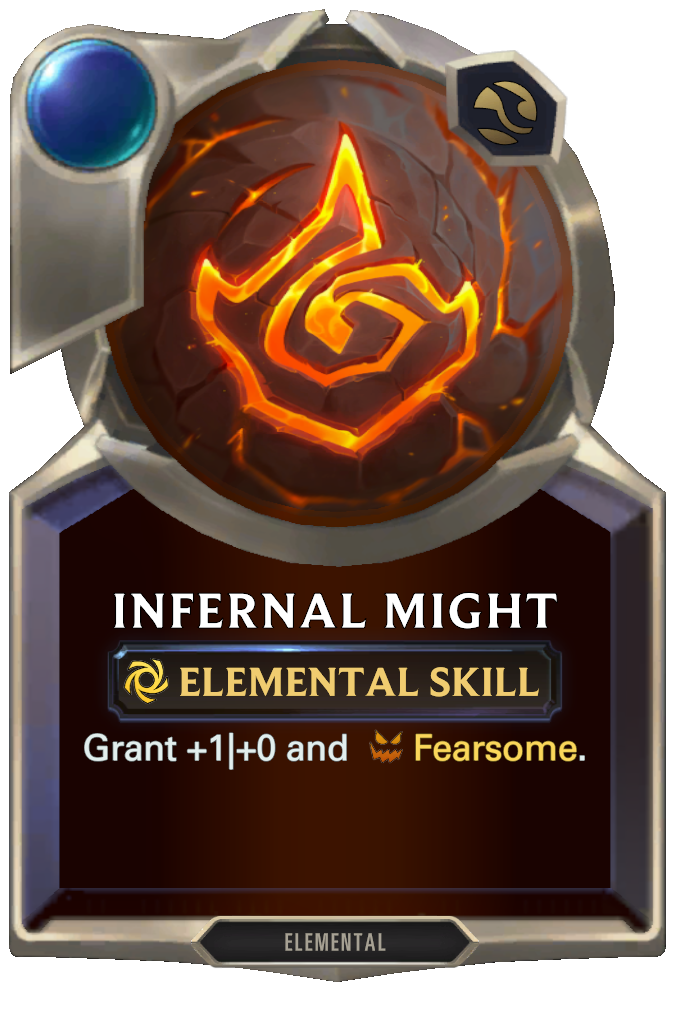 INFERNAL MIGHT
ELEMENTAL SKILL
Grant +1|+0 and Fearsome.
ELEMENTAL